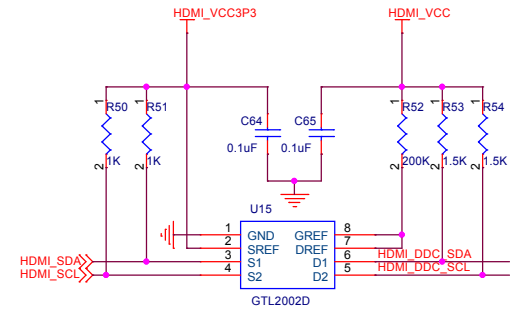 HDMI_VCC3P3 HDMI_VCC
1 1 1 1 1
R50 R51 R52 R53 R54
C64 C65
0.1uF 0.1uF
2 1K 2 1K 2 200K 2 1.5K 2 1.5K
U15
1 GND GREF 8
2 SREF DREF 7
HDMI_SDA 3 S1 D1 6 HDMI_DDC_SDA
HDMI_SCL 4 S2 D2 5 HDMI_DDC_SCL
GTL2002D